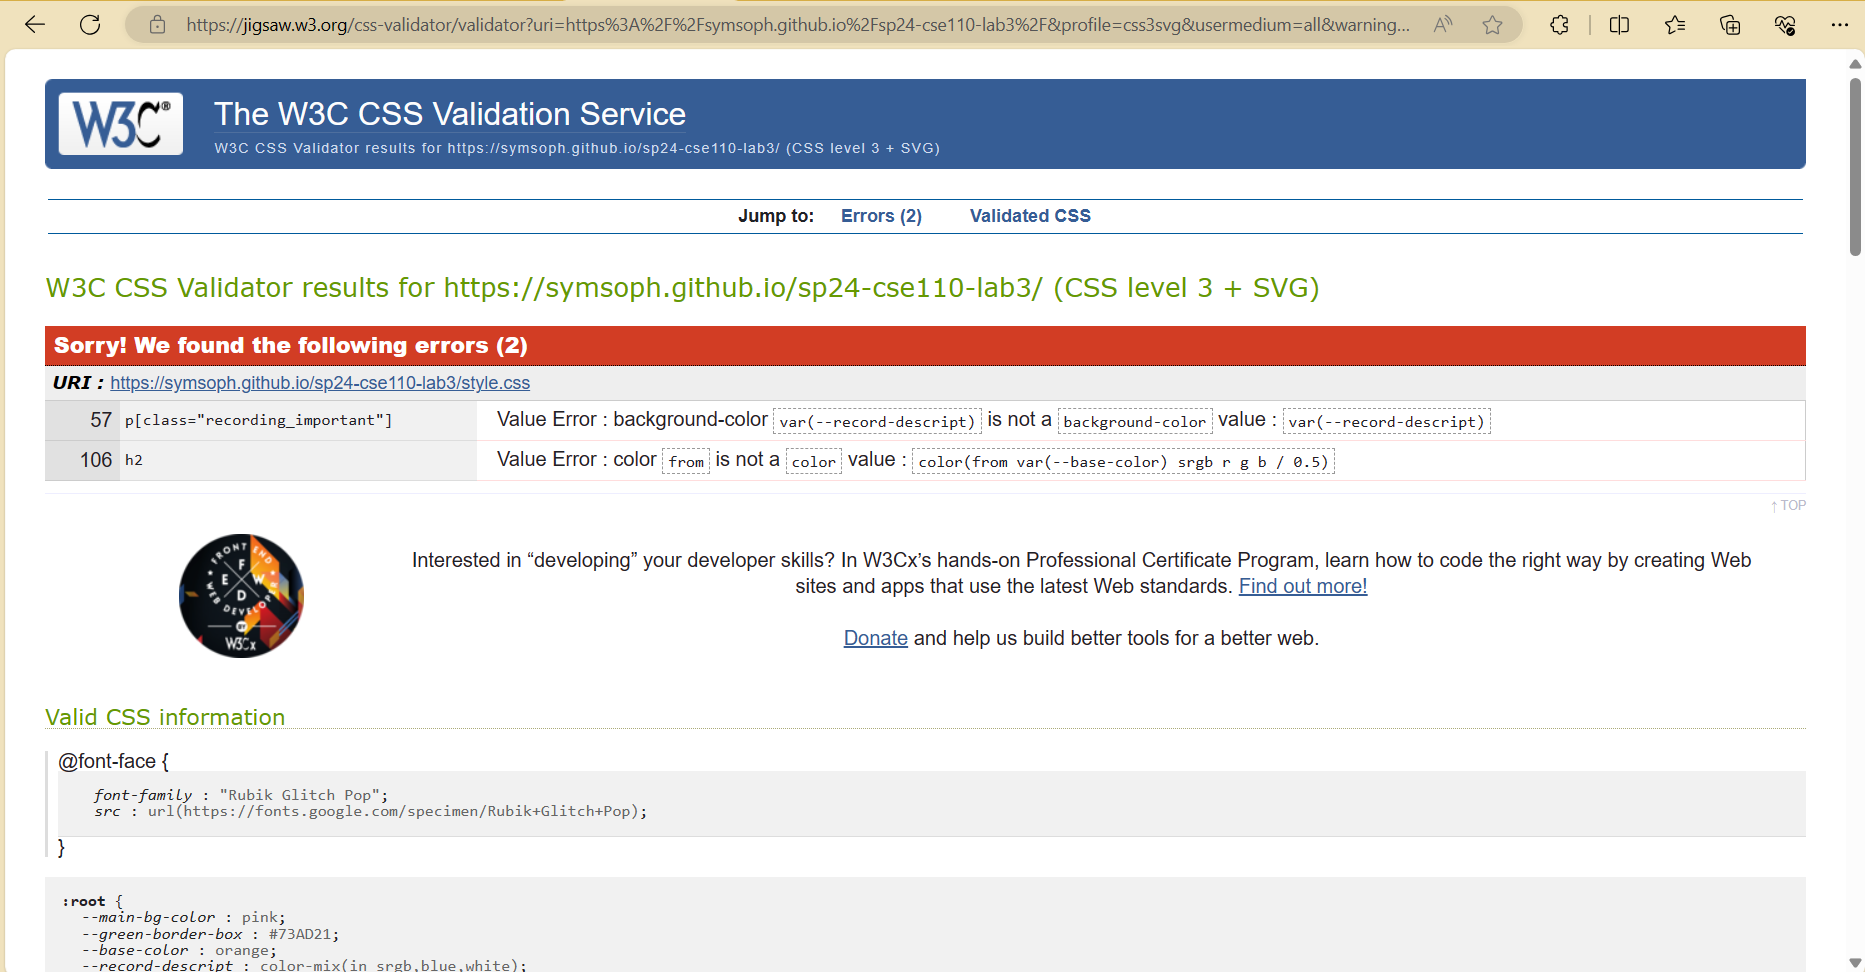 https://jigsaw.w3.org/css-validator/validator?uri=https%3A%2F%2Fsymsoph.github.io%2Fsp24-cse110-lab3%2F&profile=css3svg&usermedium=all&warning...
W3C®
The W3C CSS Validation Service
W3C CSS Validator results for https://symsoph.github.io/sp24-cse110-lab3/ (CSS level 3 + SVG)
Jump to: Errors (2) Validated CSS
W3C CSS Validator results for https://symsoph.github.io/sp24-cse110-lab3/ (CSS level 3 + SVG)
Sorry! We found the following errors (2)
URI : https://symsoph.github.io/sp24-cse110-lab3/style.css
57 p[class="recording_important"] Value Error : background-color var(--record-descript) is not a background-color value : var(--record-descript)
106 h2 Value Error : color from is not a color value : color(from var(--base-color) srgb r g b / 0.5)
↑ TOP
FRONT END
WEB DEVELOPER
F
E W
D
BY
W3Cx
Interested in “developing” your developer skills? In W3Cx’s hands-on Professional Certificate Program, learn how to code the right way by creating Web
sites and apps that use the latest Web standards. Find out more!
Donate and help us build better tools for a better web.
Valid CSS information
@font-face {
font-family : "Rubik Glitch Pop";
src : url(https://fonts.google.com/specimen/Rubik+Glitch+Pop);
}
:root {
--main-bg-color : pink;
--green-border-box : #73AD21;
--base-color : orange;
--record-descript : color-mix(in srgb,blue,white);